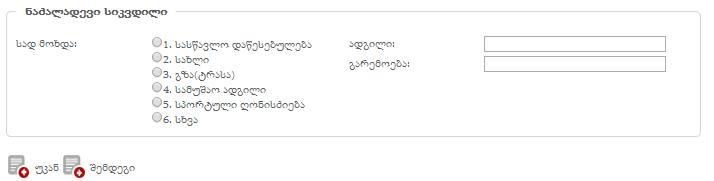 ნაძალადევი სიკვდილი
სად მოხდა:
1. სასწავლო დაწესებულება
2. სახლი
3. გზა(ტრასა)
4. სამუშაო ადგილი
5. სპორტული ღონისძიება
6. სხვა
ადგილი:
გარემოება:
უკან შემდეგი